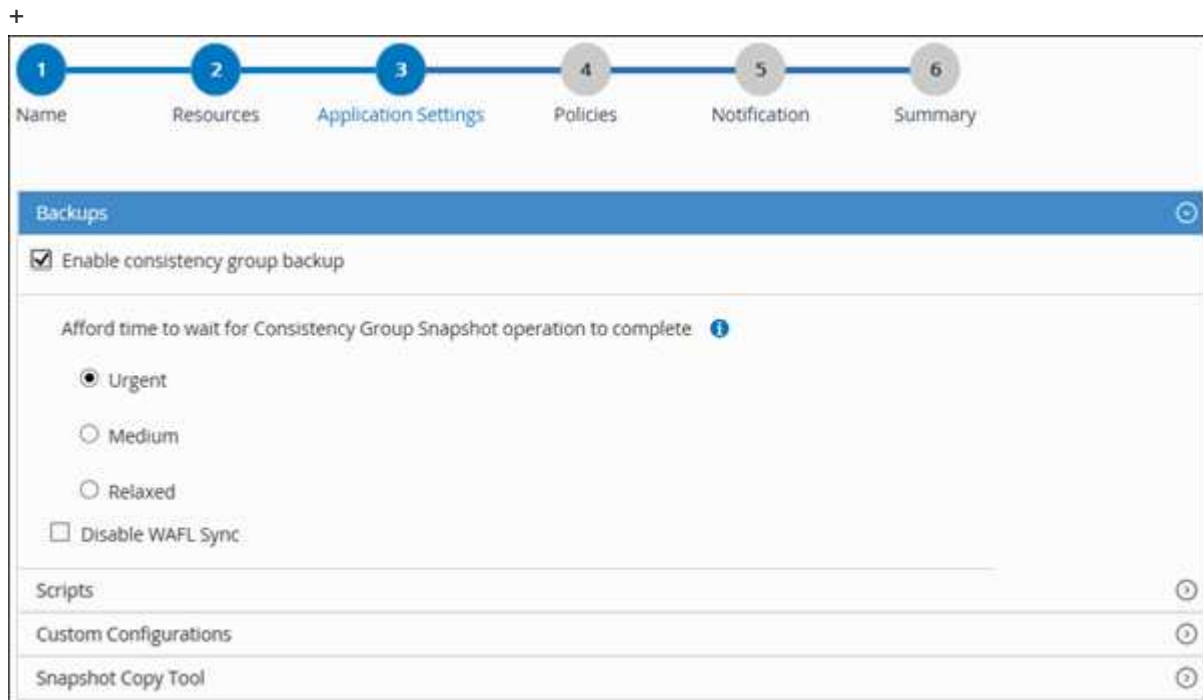 +
1 2 3 4 5 6
Name Resources Application Settings Policies Notification Summary
Backups
Enable consistency group backup
Afford time to wait for Consistency Group Snapshot operation to complete i
Urgent
Medium
Relaxed
Disable WAFL Sync
Scripts
Custom Configurations
Snapshot Copy Tool